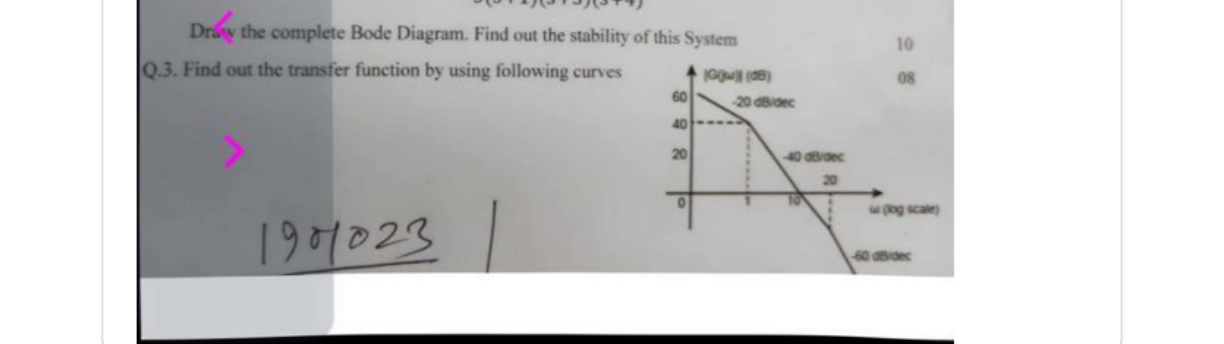 Draw the complete Bode Diagram. Find out the stability of this System
10
Q.3. Find out the transfer function by using following curves
08
|G(jω)| (dB)
60
-20 dB/dec
40
20
-40 dB/dec
20
0
1
10
ω (log scale)
-60 dB/dec
1901023